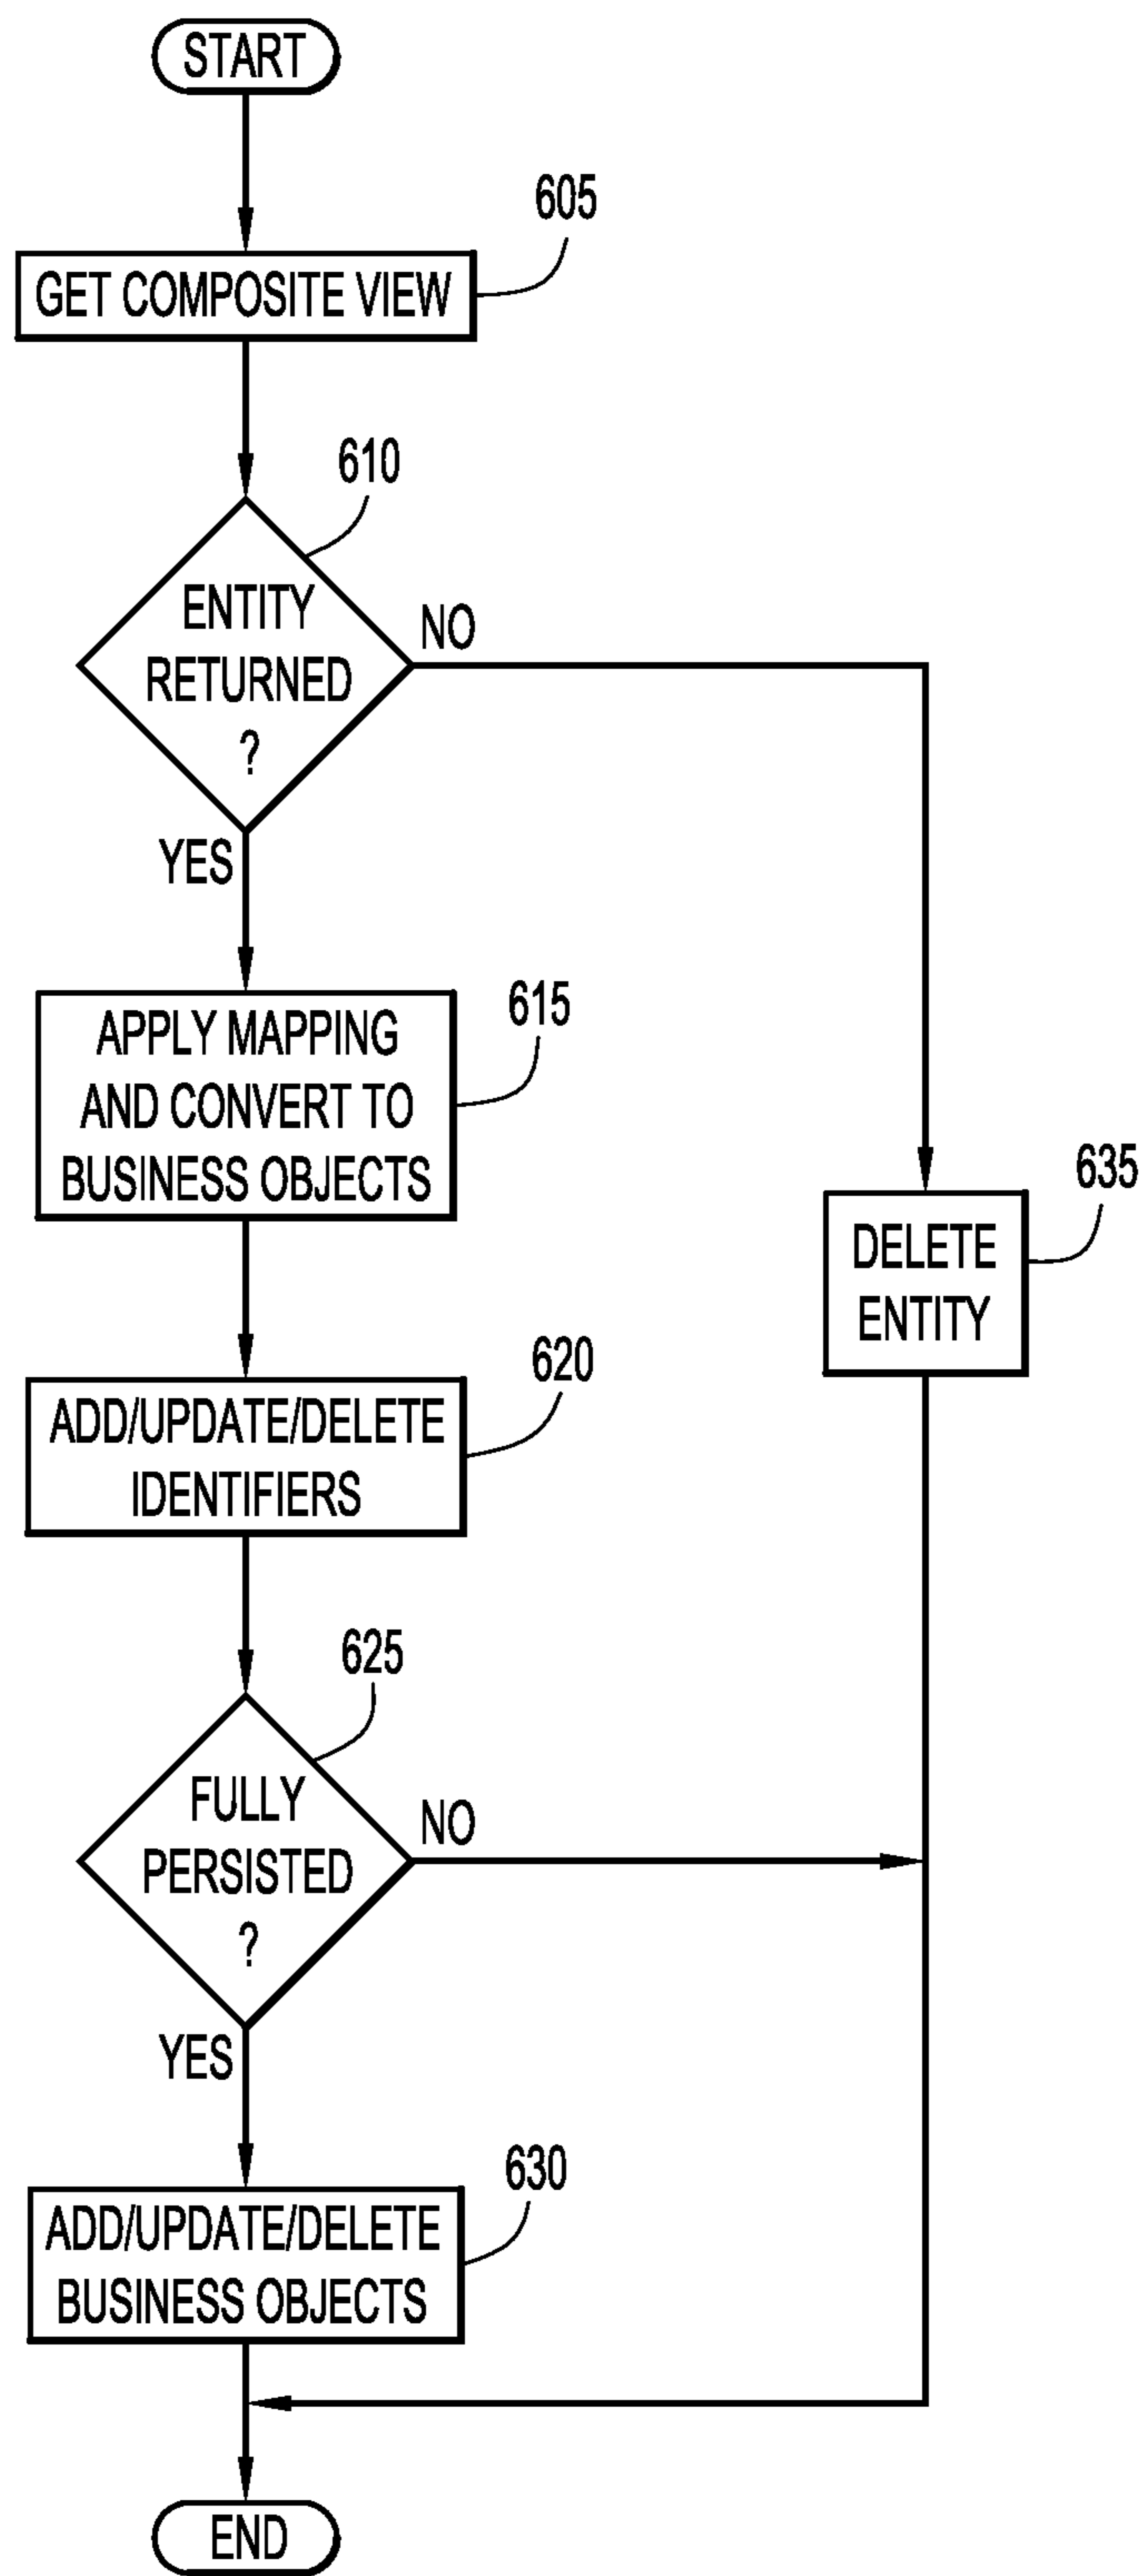 START
605
GET COMPOSITE VIEW
610
ENTITY
RETURNED
?
NO
YES
615
APPLY MAPPING
AND CONVERT TO
BUSINESS OBJECTS
635
DELETE
ENTITY
620
ADD/UPDATE/DELETE
IDENTIFIERS
625
FULLY
PERSISTED
?
NO
YES
630
ADD/UPDATE/DELETE
BUSINESS OBJECTS
END